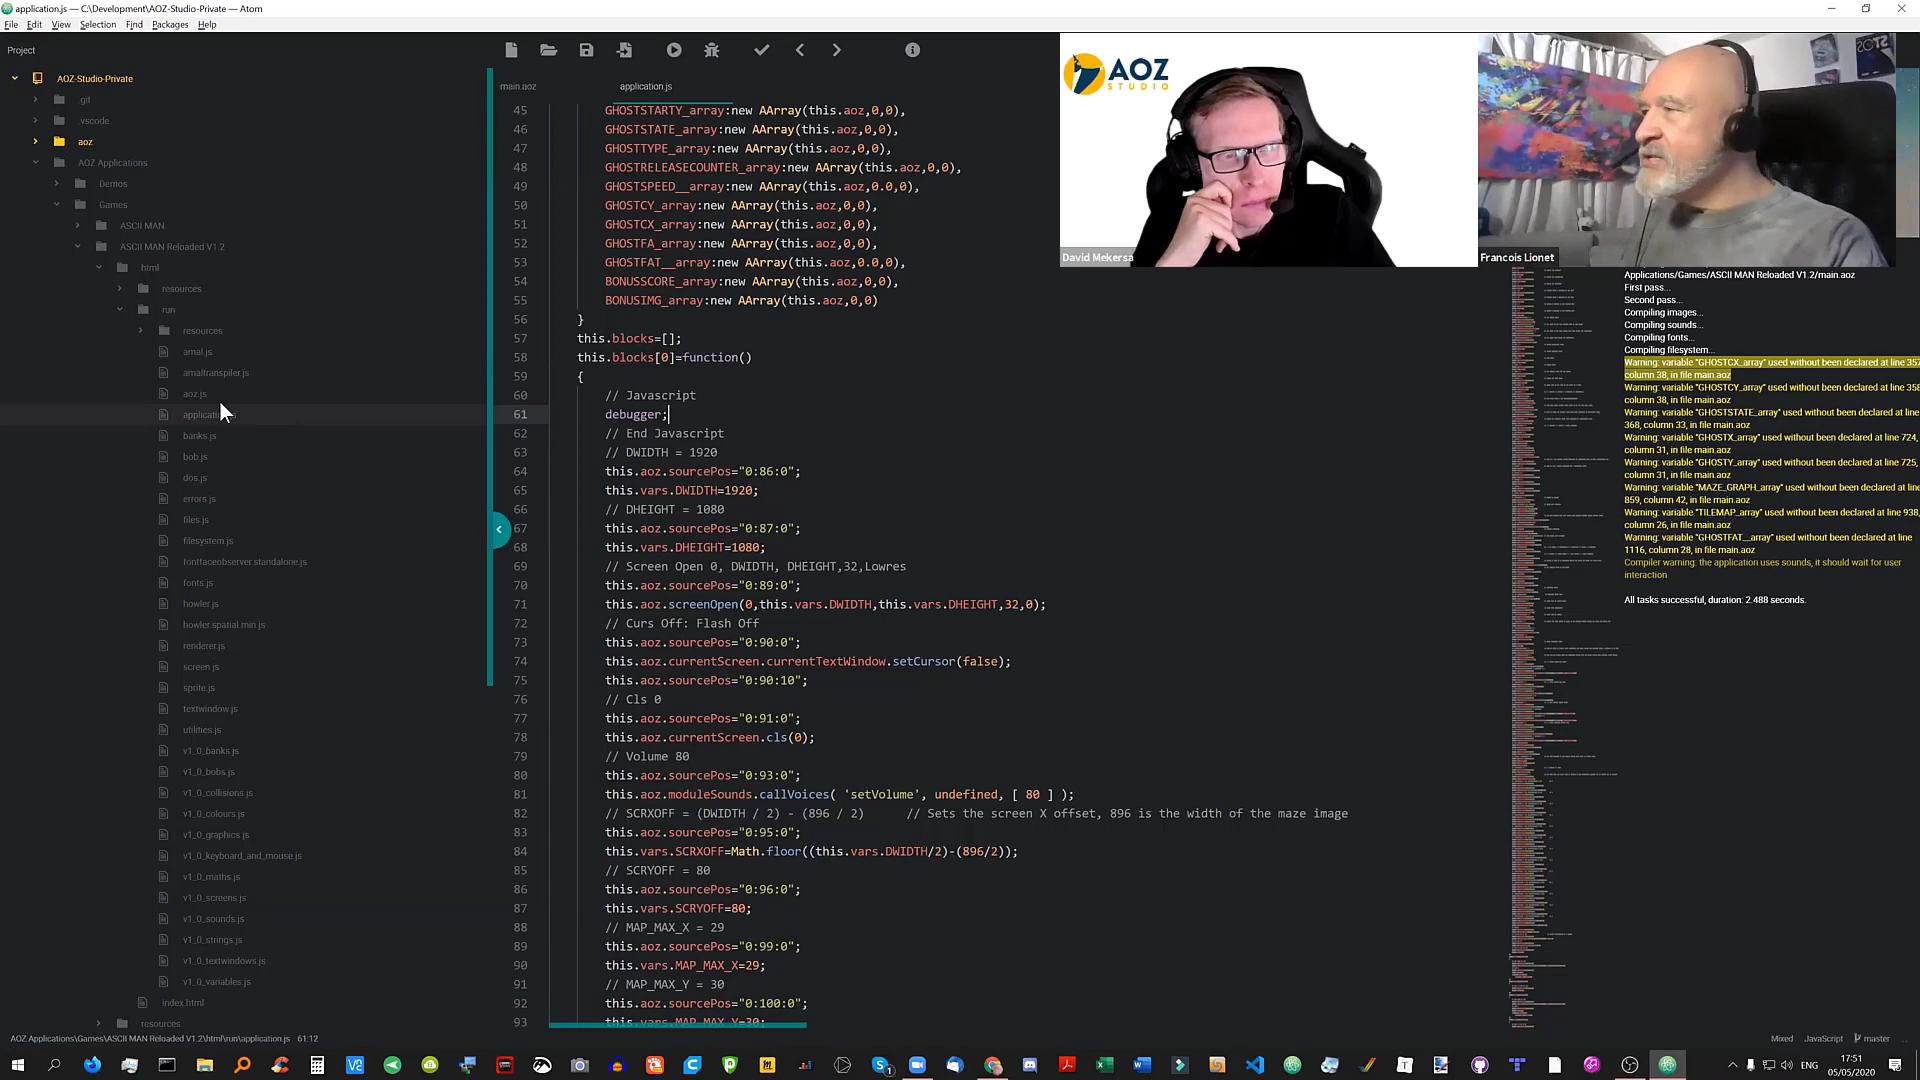 application.js — C:\Development\AOZ-Studio-Private — Atom
File Edit View Selection Find Packages Help
Project
AOZ-Studio-Private
.git
.vscode
aoz
AOZ Applications
Demos
Games
ASCII MAN
ASCII MAN Reloaded V1.2
html
resources
run
resources
amal.js
amaltranspiler.js
aoz.js
banks.js
bob.js
dos.js
errors.js
files.js
filesystem.js
fontfaceobserver.standalone.js
fonts.js
howler.js
howler.spatial.min.js
renderer.js
screen.js
sprite.js
textwindow.js
utilities.js
v1_0_banks.js
v1_0_bobs.js
v1_0_collisions.js
v1_0_colours.js
v1_0_graphics.js
v1_0_keyboard_and_mouse.js
v1_0_maths.js
v1_0_screens.js
v1_0_sounds.js
v1_0_strings.js
v1_0_textwindows.js
v1_0_variables.js
index.html
resources
main.aoz application.js
45 GHOSTSTARTY_array:new AArray(this.aoz,0,0),
46 GHOSTSTATE_array:new AArray(this.aoz,0,0),
47 GHOSTTYPE_array:new AArray(this.aoz,0,0),
48 GHOSTRELEASECOUNTER_array:new AArray(this.aoz,0,0),
49 GHOSTSPEED__array:new AArray(this.aoz,0.0,0),
50 GHOSTCY_array:new AArray(this.aoz,0,0),
51 GHOSTCX_array:new AArray(this.aoz,0,0),
52 GHOSTFA_array:new AArray(this.aoz,0,0),
53 GHOSTFAT__array:new AArray(this.aoz,0.0,0),
54 BONUSSCORE_array:new AArray(this.aoz,0,0),
55 BONUSIMG_array:new AArray(this.aoz,0,0)
56 }
57 this.blocks=[];
58 this.blocks[0]=function()
59 {
60 // Javascript
61 debugger;
62 // End Javascript
63 // DWIDTH = 1920
64 this.aoz.sourcePos="0:86:0";
65 this.vars.DWIDTH=1920;
66 // DHEIGHT = 1080
67 this.aoz.sourcePos="0:87:0";
68 this.vars.DHEIGHT=1080;
69 // Screen Open 0, DWIDTH, DHEIGHT,32,Lowres
70 this.aoz.sourcePos="0:89:0";
71 this.aoz.screenOpen(0,this.vars.DWIDTH,this.vars.DHEIGHT,32,0);
72 // Curs Off: Flash Off
73 this.aoz.sourcePos="0:90:0";
74 this.aoz.currentScreen.currentTextWindow.setCursor(false);
75 this.aoz.sourcePos="0:90:10";
76 // Cls 0
77 this.aoz.sourcePos="0:91:0";
78 this.aoz.currentScreen.cls(0);
79 // Volume 80
80 this.aoz.sourcePos="0:93:0";
81 this.aoz.moduleSounds.callVoices( 'setVolume', undefined, [ 80 ] );
82 // SCRXOFF = (DWIDTH / 2) - (896 / 2) // Sets the screen X offset, 896 is the width of the maze image
83 this.aoz.sourcePos="0:95:0";
84 this.vars.SCRXOFF=Math.floor((this.vars.DWIDTH/2)-(896/2));
85 // SCRYOFF = 80
86 this.aoz.sourcePos="0:96:0";
87 this.vars.SCRYOFF=80;
88 // MAP_MAX_X = 29
89 this.aoz.sourcePos="0:99:0";
90 this.vars.MAP_MAX_X=29;
91 // MAP_MAX_Y = 30
92 this.aoz.sourcePos="0:100:0";
93 this.vars.MAP_MAX_Y=30;
AOZ
STUDIO
David Mekersa
Francois Lionet
Applications/Games/ASCII MAN Reloaded V1.2/main.aoz
First pass...
Second pass...
Compiling images...
Compiling sounds...
Compiling fonts...
Compiling filesystem...
Warning: variable "GHOSTCX_array" used without been declared at line 357
column 38, in file main.aoz
Warning: variable "GHOSTCY_array" used without been declared at line 358
column 38, in file main.aoz
Warning: variable "GHOSTSTATE_array" used without been declared at line
368, column 33, in file main.aoz
Warning: variable "GHOSTX_array" used without been declared at line 724,
column 31, in file main.aoz
Warning: variable "GHOSTY_array" used without been declared at line 725,
column 31, in file main.aoz
Warning: variable "MAZE_GRAPH_array" used without been declared at line
859, column 42, in file main.aoz
Warning: variable "TILEMAP_array" used without been declared at line 938,
column 26, in file main.aoz
Warning: variable "GHOSTFAT__array" used without been declared at line
1116, column 28, in file main.aoz
Compiler warning: the application uses sounds, it should wait for user
interaction
All tasks successful, duration: 2.488 seconds.
AOZ Applications\Games\ASCII MAN Reloaded V1.2\html\run\application.js 61:12
Mixed JavaScript master
ENG
17:51
05/05/2020